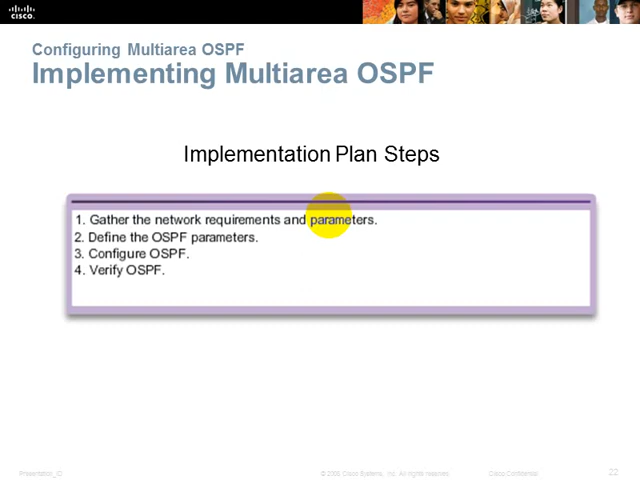 CISCO.
Configuring Multiarea OSPF
Implementing Multiarea OSPF
Implementation Plan Steps
1. Gather the network requirements and parameters.
2. Define the OSPF parameters.
3. Configure OSPF.
4. Verify OSPF.
Presentation_ID
© 2008 Cisco Systems, Inc. All rights reserved.
Cisco Confidential
22